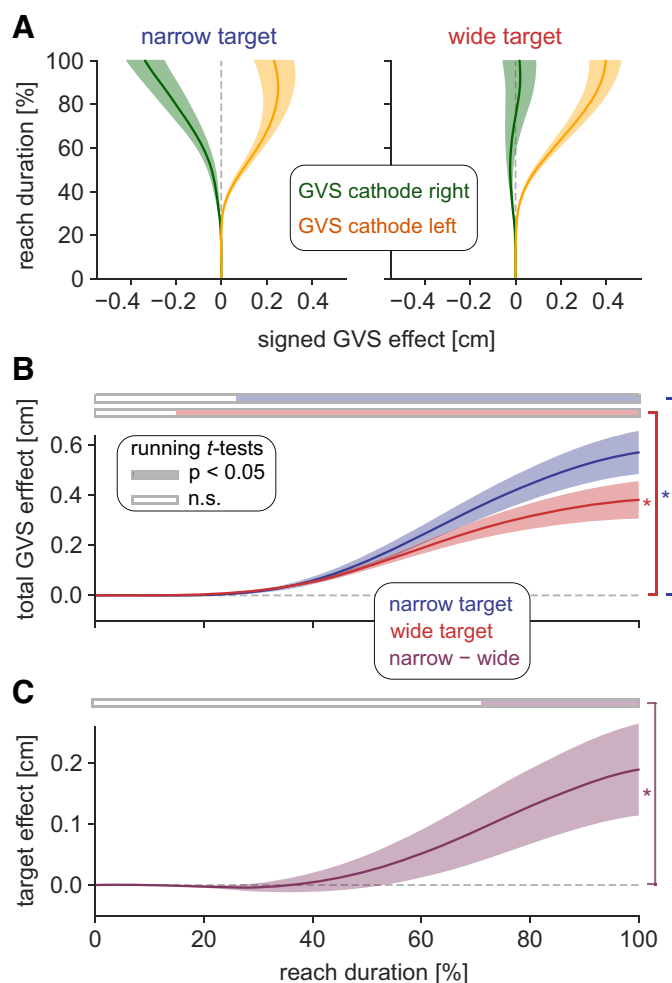 A
narrow target
wide target
reach duration [%]
100
80
60
40
20
0
GVS cathode right
GVS cathode left
−0.4 −0.2 0 0.2 0.4
−0.4 −0.2 0 0.2 0.4
signed GVS effect [cm]
B
total GVS erffect [cm]
0.6
0.4
0.2
0.0
running t-tests
p < 0.05
n.s.
*
*
narrow target
wide target
narrow − wide
C
target effect [cm]
0.2
0.1
0.0
*
0 20 40 60 80 100
reach duration [%]